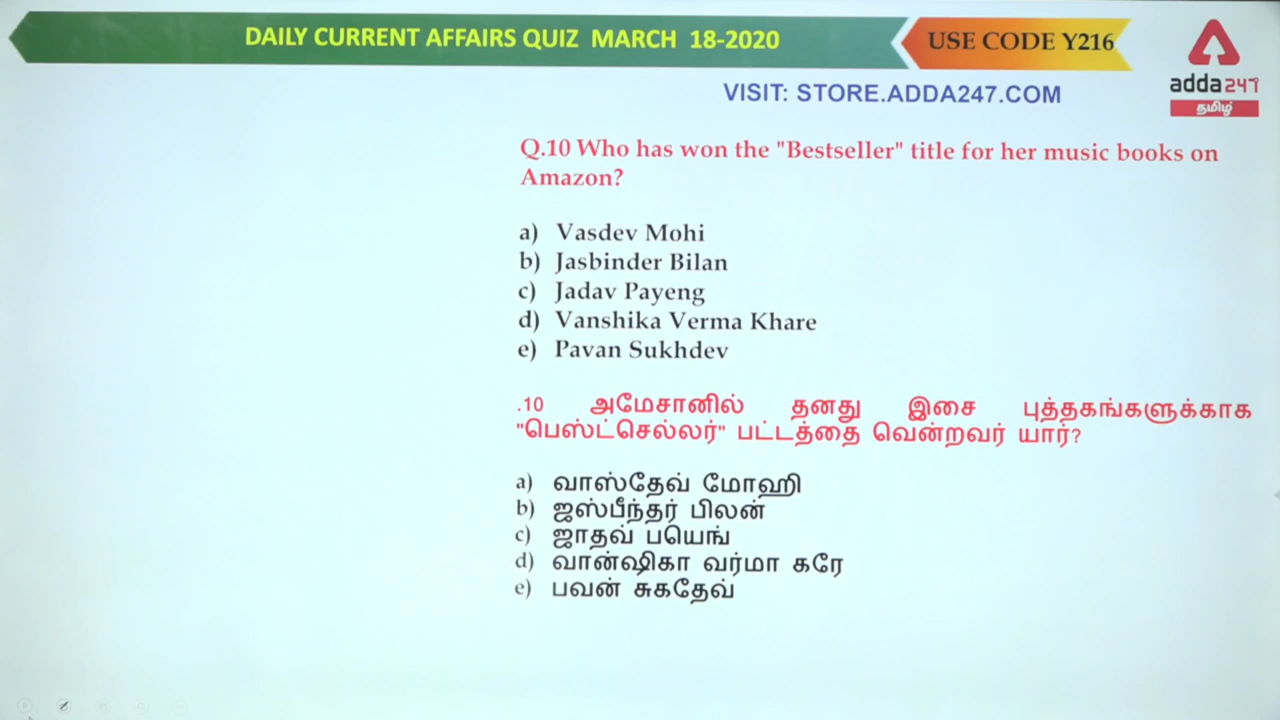 DAILY CURRENT AFFAIRS QUIZ MARCH 18-2020
USE CODE Y216
adda247
தமிழ்
VISIT: STORE.ADDA247.COM
Q.10 Who has won the "Bestseller" title for her music books on
Amazon?
a) Vasdev Mohi
b) Jasbinder Bilan
c) Jadav Payeng
d) Vanshika Verma Khare
e) Pavan Sukhdev
.10 அமேசானில் தனது இசை புத்தகங்களுக்காக
"பெஸ்ட்செல்லர்" பட்டத்தை வென்றவர் யார்?
a) வாஸ்தேவ் மோஹி
b) ஜஸ்பீந்தர் பிலன்
c) ஜாதவ் பயெங்
d) வான்ஷிகா வர்மா கரே
e) பவன் சுகதேவ்